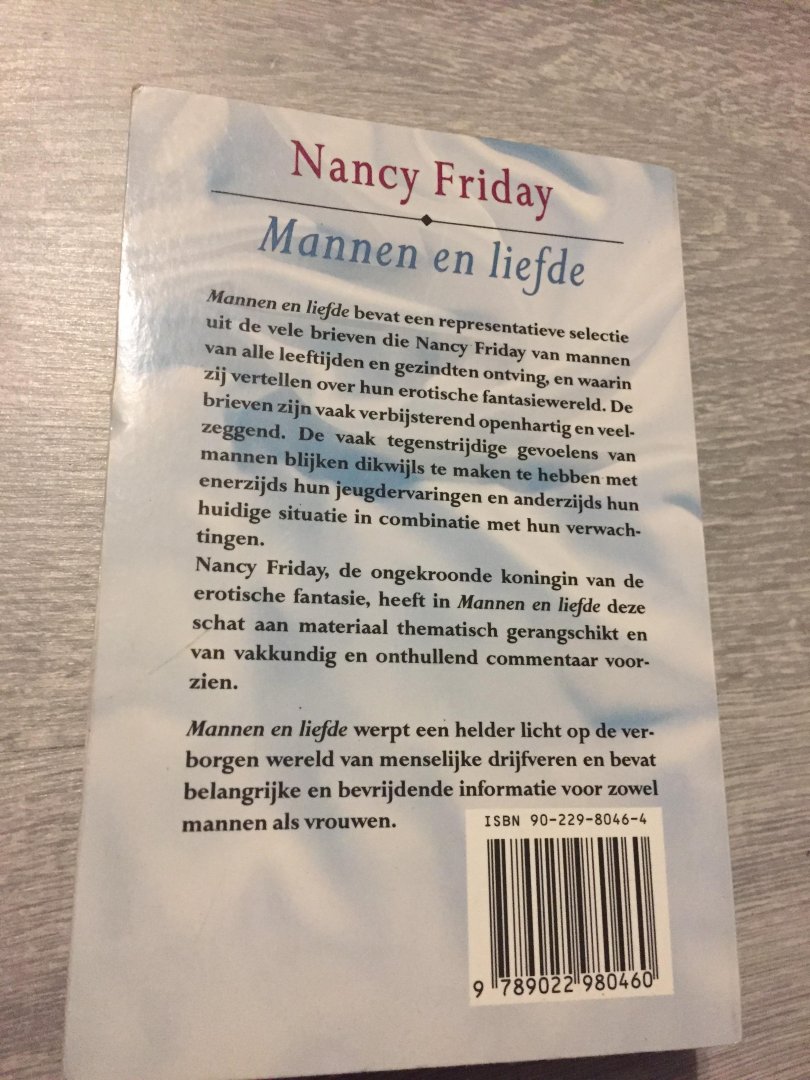 Nancy Friday
Mannen en liefde
Mannen en liefde bevat een representatieve selectie
uit de vele brieven die Nancy Friday van mannen
van alle leeftijden en gezindten ontving, en waarin
zij vertellen over hun erotische fantasiewereld. De
brieven zijn vaak verbijsterend openhartig en veel-
zeggend. De vaak tegenstrijdige gevoelens van
mannen blijken dikwijls te maken te hebben met
enerzijds hun jeugdervaringen en anderzijds hun
huidige situatie in combinatie met hun verwach-
tingen.
Nancy Friday, de ongekroonde koningin van de
erotische fantasie, heeft in Mannen en liefde deze
schat aan materiaal thematisch gerangschikt en
van vakkundig en onthullend commentaar voor-
zien.
Mannen en liefde werpt een helder licht op de ver-
borgen wereld van menselijke drijfveren en bevat
belangrijke en bevrijdende informatie voor zowel
mannen als vrouwen.
ISBN 90-229-8046-4
9 789022 980460